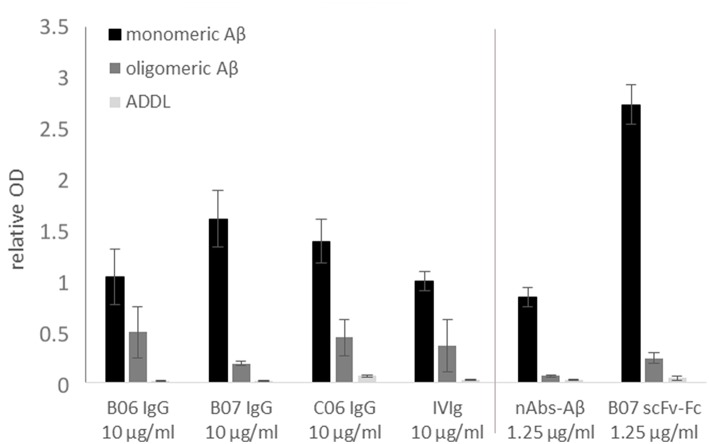 3.5
3
2.5
2
1.5
1
0.5
0
relative OD
monomeric Aβ
oligomeric Aβ
ADDL
B06 IgG
10 µg/ml
B07 IgG
10 µg/ml
C06 IgG
10 µg/ml
IVIg
10 µg/ml
nAbs-Aβ
1.25 µg/ml
B07 scFv-Fc
1.25 µg/ml